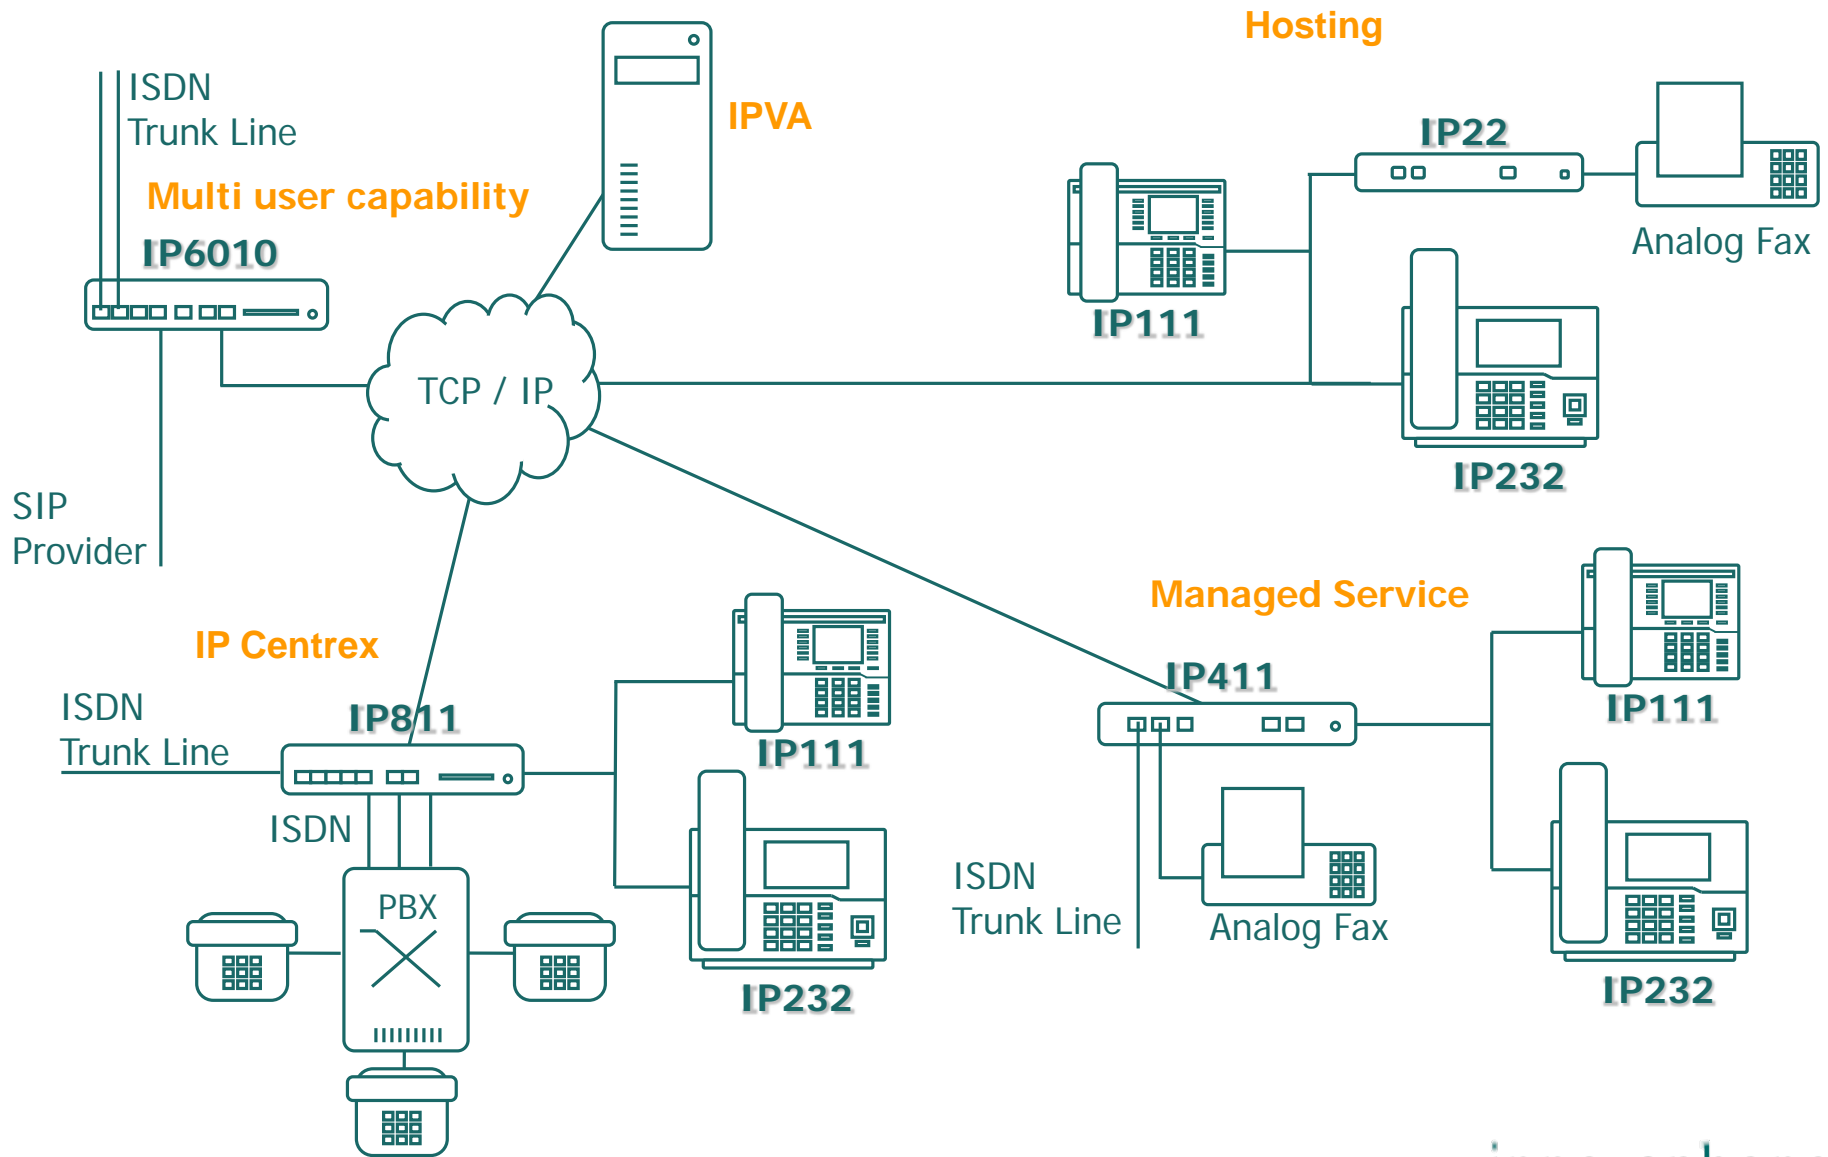 Hosting
ISDN
Trunk Line
IPVA
IP22
Multi user capability
IP6010
Analog Fax
IP111
TCP / IP
IP232
SIP
Provider
Managed Service
IP Centrex
IP411
IP111
ISDN
Trunk Line
IP811
IP111
ISDN
PBX
ISDN
Trunk Line
Analog Fax
IP232
IP232